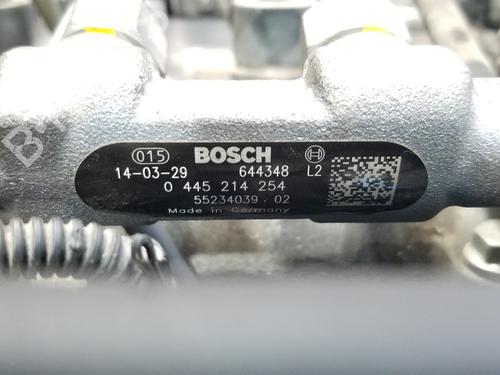 015 BOSCH
14-03-29 644348 L2
0 445 214 254
55234039 . 02
Made in Germany